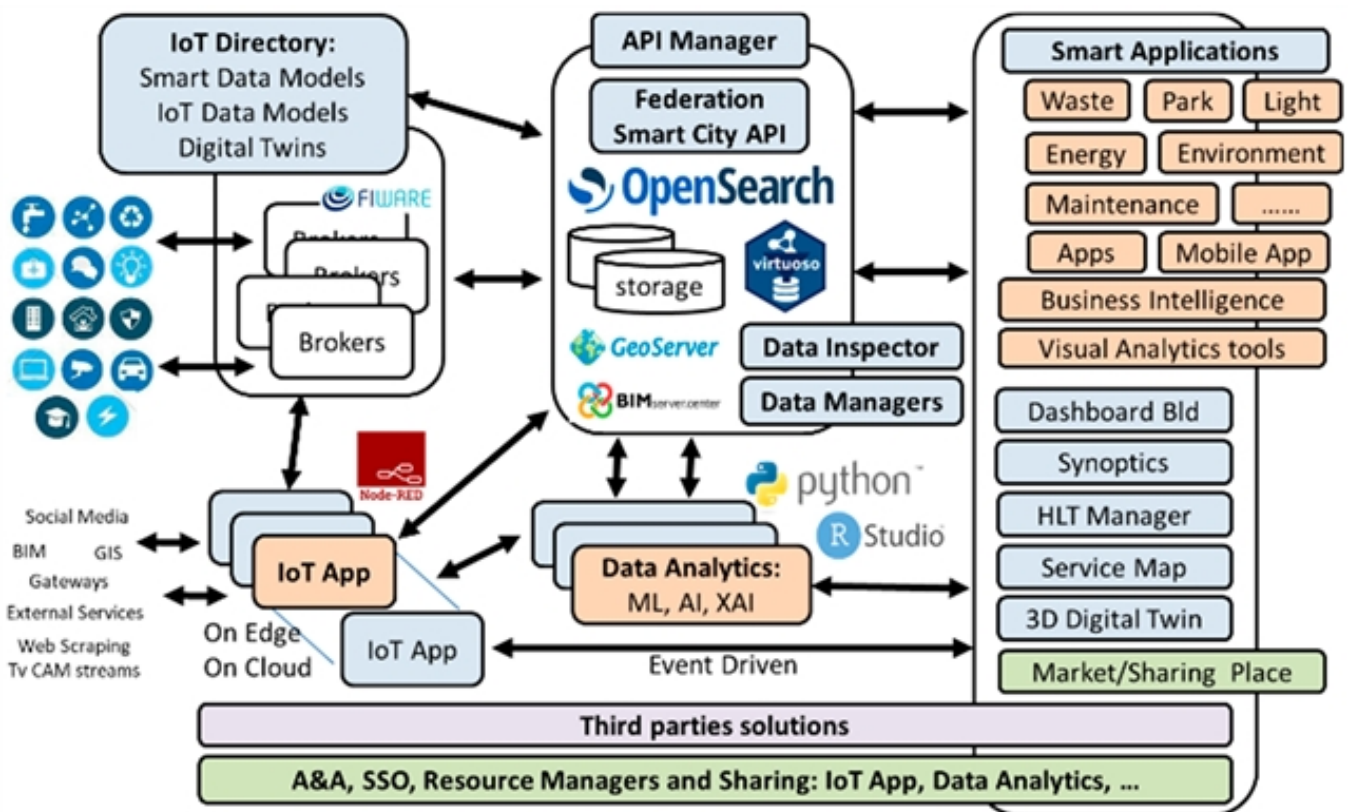 IoT Directory:
Smart Data Models
IoT Data Models
Digital Twins
FIWARE
Brokers
Brokers
Brokers
API Manager
Federation
Smart City API
OpenSearch
storage
virtuoso
GeoServer
Data Inspector
BIMserver.center
Data Managers
Smart Applications
Waste
Park
Light
Energy
Environment
Maintenance
......
Apps
Mobile App
Business Intelligence
Visual Analytics tools
Dashboard Bld
Synoptics
HLT Manager
Service Map
3D Digital Twin
Market/Sharing Place
Node-RED
Social Media
BIM GIS
Gateways
External Services
Web Scraping
Tv CAM streams
IoT App
On Edge
On Cloud
IoT App
python™
R Studio
Data Analytics:
ML, AI, XAI
Event Driven
Third parties solutions
A&A, SSO, Resource Managers and Sharing: IoT App, Data Analytics, ...